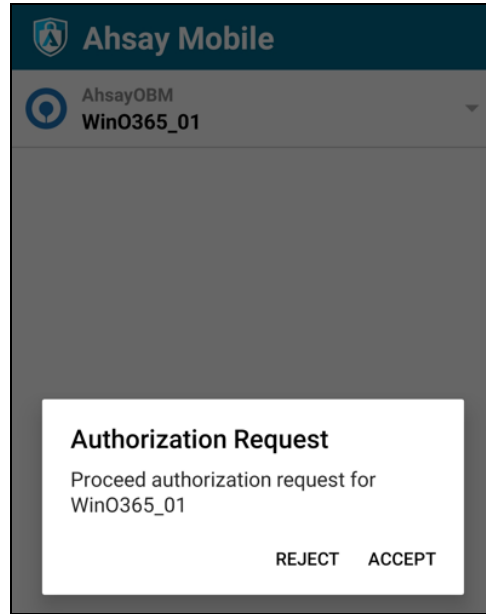 Ahsay Mobile
AhsayOBM
WinO365_01
Authorization Request
Proceed authorization request for
WinO365_01
REJECT ACCEPT